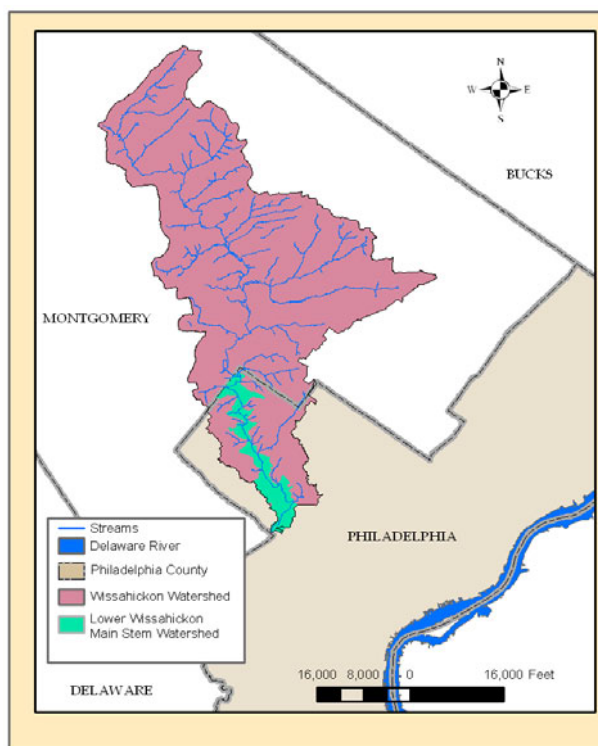 N
W E
S
BUCKS
MONTGOMERY
PHILADELPHIA
Streams
Delaware River
Philadelphia County
Wissahickon Watershed
Lower Wissahickon
Main Stem Watershed
DELAWARE
16,000 8,000 0 16,000 Feet